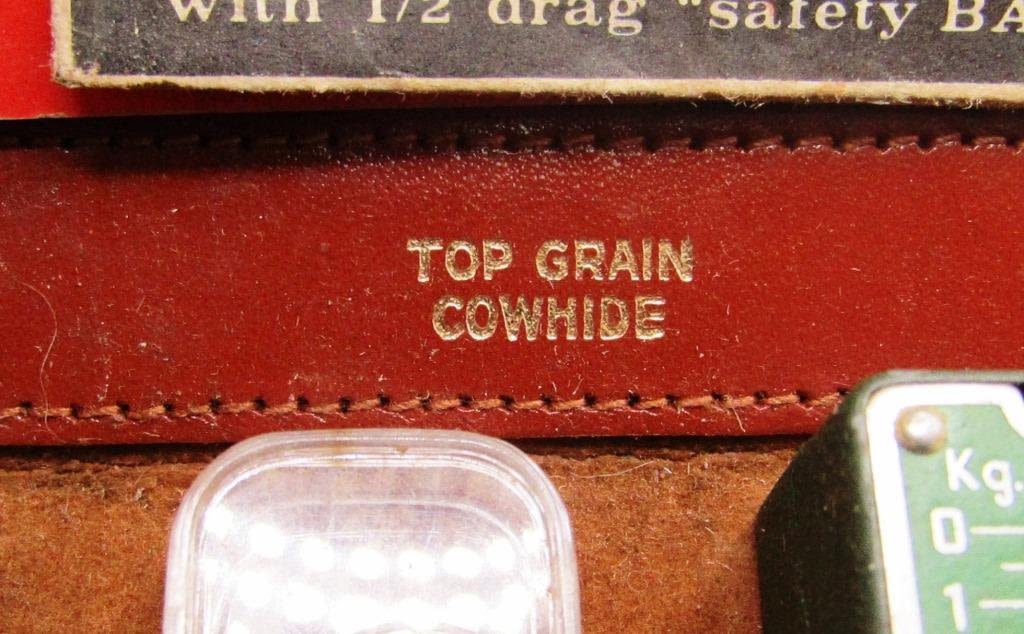 with 1/2 drag "safety BA
TOP GRAIN
COWHIDE
Kg.
0
1